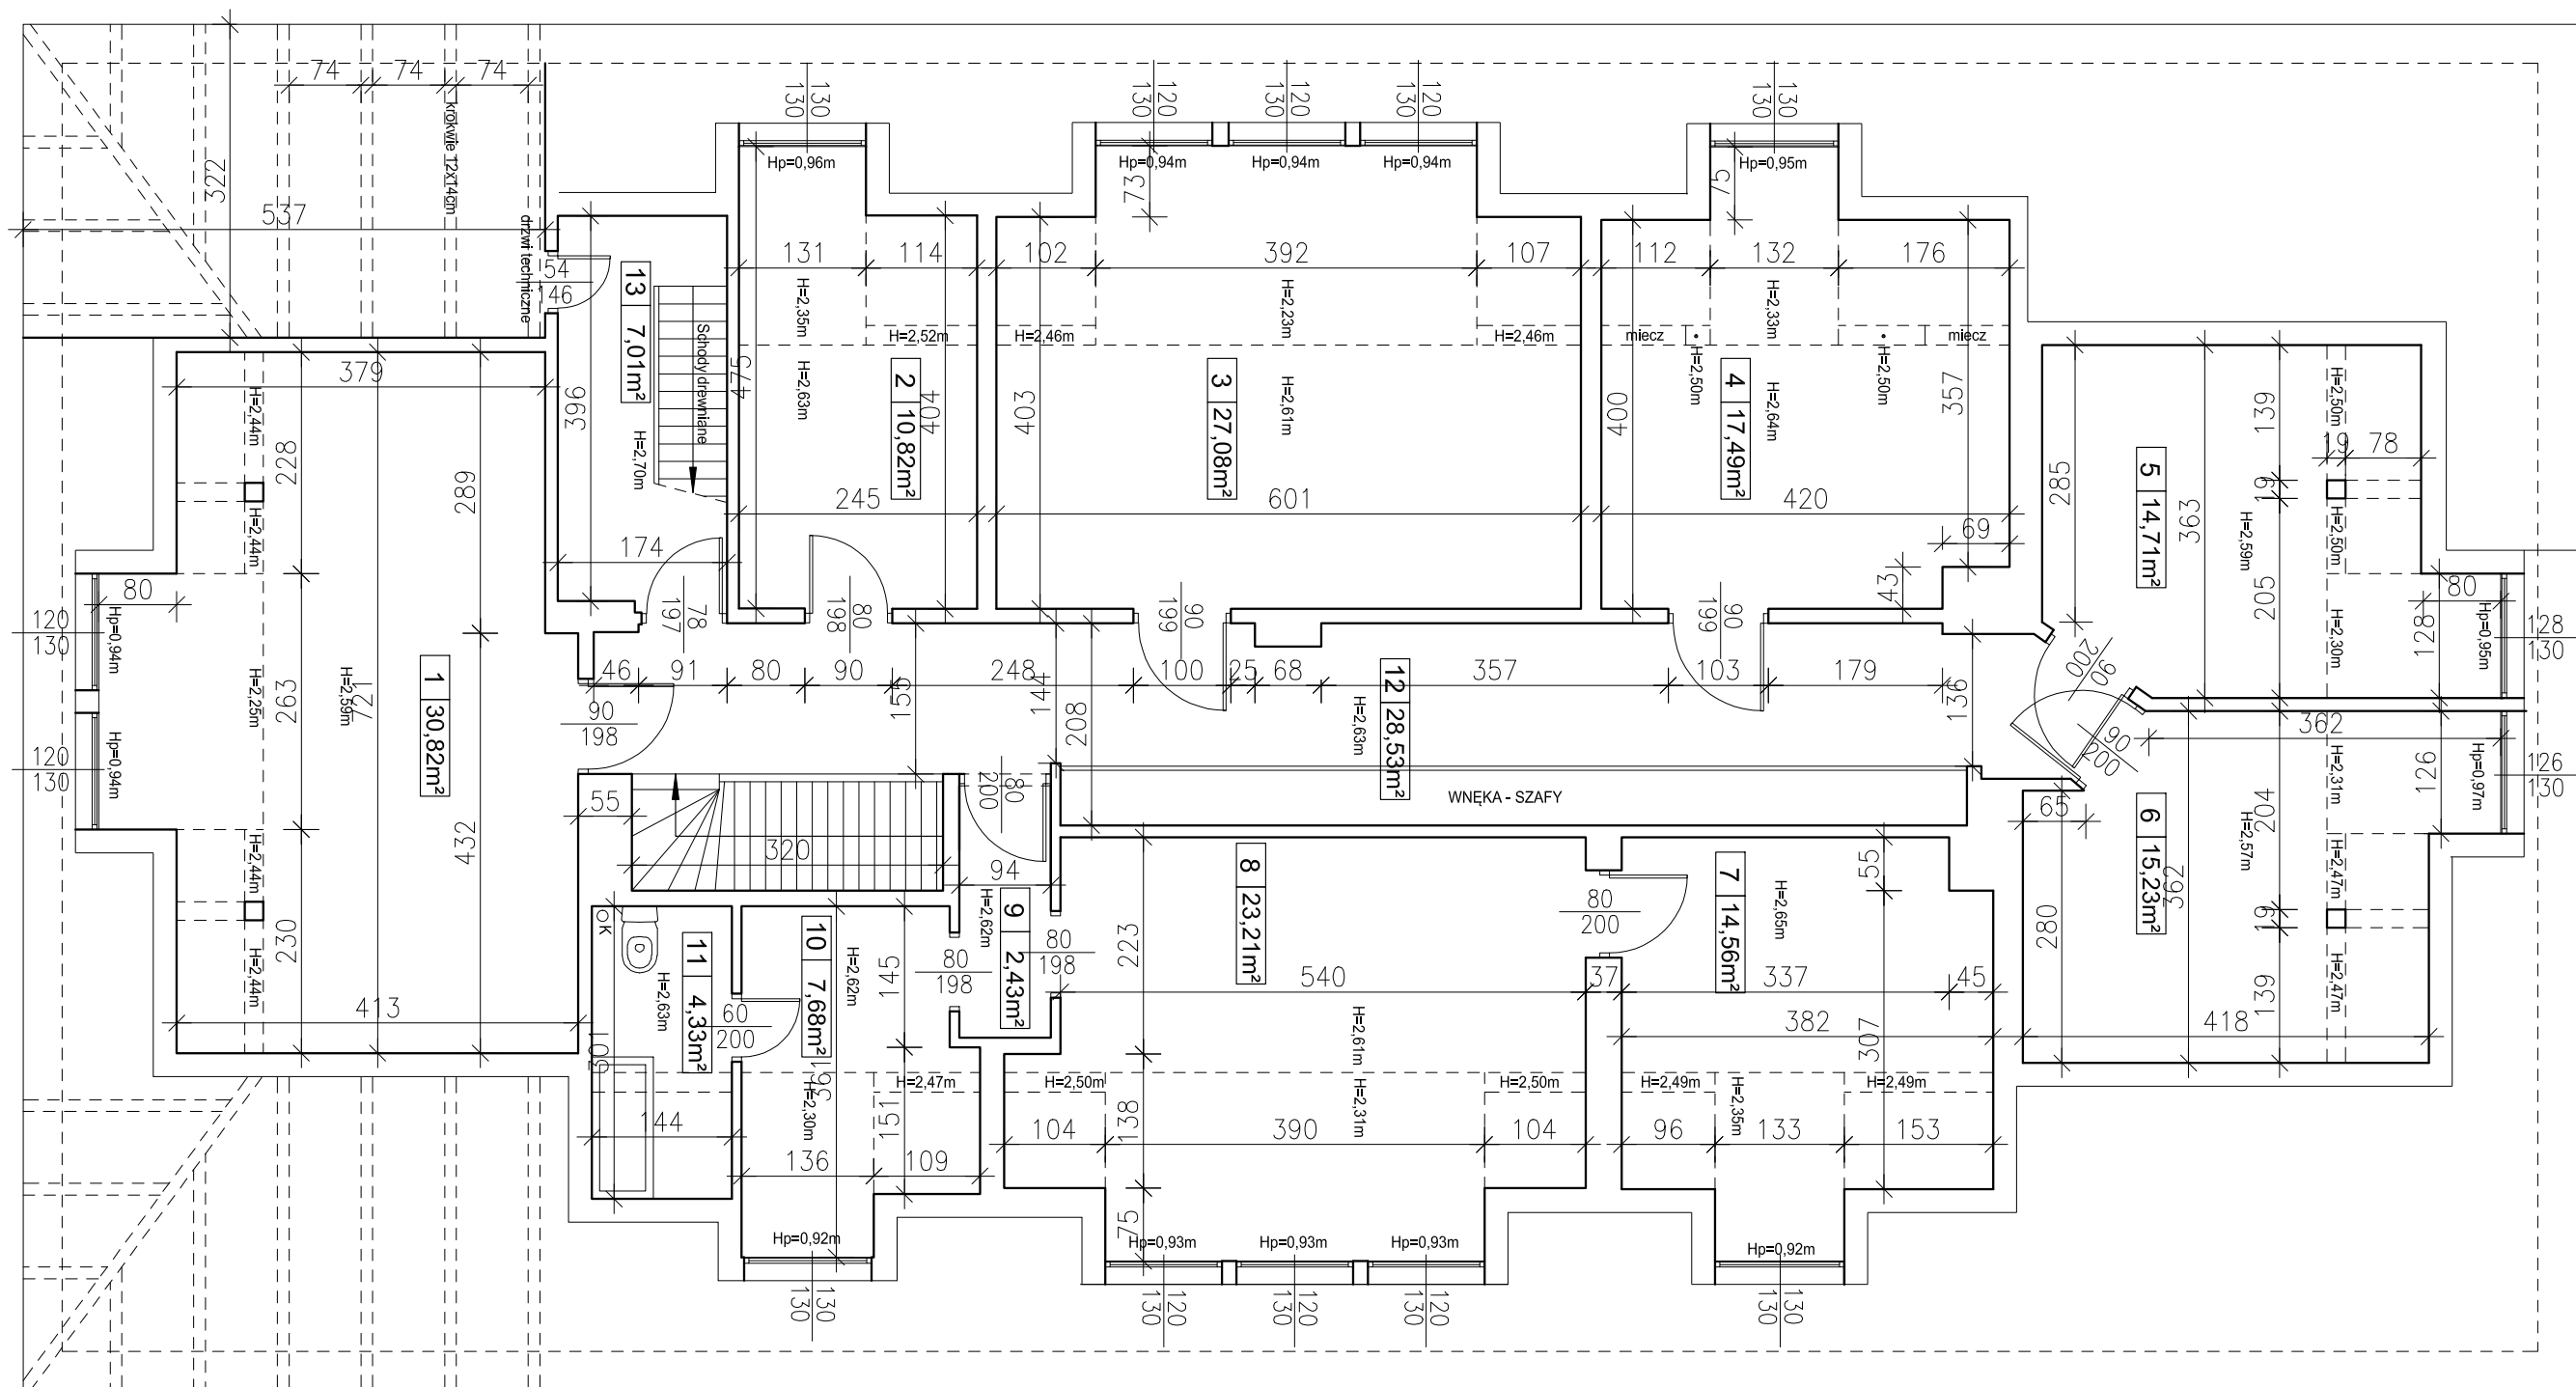 74
74
74
krokwie 12x14cm
322
537
drzwi techniczne
54
146
13 7,01m²
Schody drewniane
H=2,70m
396
174
78
197
130
130
Hp=0,96m
131
114
H=2,35m
H=2,52m
H=2,63m
475
2 10,82m²
404
245
80
198
120
130
120
130
120
130
Hp=0,94m
Hp=0,94m
Hp=0,94m
73
102
392
107
H=2,23m
H=2,46m
H=2,46m
403
3 27,08m²
H=2,61m
601
90
199
130
130
Hp=0,95m
75
112
132
176
H=2,33m
miecz
miecz
H=2,50m
H=2,50m
400
4 17,49m²
H=2,64m
357
420
69
43
90
199
285
5 14,71m²
363
H=2,59m
139
H=2,50m
19
78
19
H=2,50m
205
H=2,30m
128
80
Hp=0,95m
128
130
90
200
379
H=2,44m
228
289
H=2,44m
80
120
130
Hp=0,94m
H=2,25m
263
H=2,59m
721
1 30,82m²
120
130
Hp=0,94m
432
H=2,44m
230
H=2,44m
413
46
91
80
90
248
100
25
68
357
103
179
90
198
155
144
208
12 28,53m²
H=2,63m
136
WNĘKA - SZAFY
55
320
80
200
94
90
200
362
65
6 15,23m²
H=2,57m
204
H=2,31m
126
Hp=0,97m
126
130
362
280
H=2,47m
19
139
H=2,47m
418
K
11 4,33m²
H=2,63m
301
144
60
200
10 7,68m²
H=2,62m
145
361
H=2,30m
H=2,47m
151
136
109
Hp=0,92m
130
130
80
198
H=2,62m
9 2,43m²
80
198
8 23,21m²
223
540
H=2,61m
H=2,50m
H=2,50m
H=2,31m
138
104
390
104
75
Hp=0,93m
Hp=0,93m
Hp=0,93m
120
130
120
130
120
130
80
200
37
7 14,56m²
H=2,65m
55
337
45
382
307
H=2,49m
H=2,49m
H=2,35m
96
133
153
Hp=0,92m
130
130